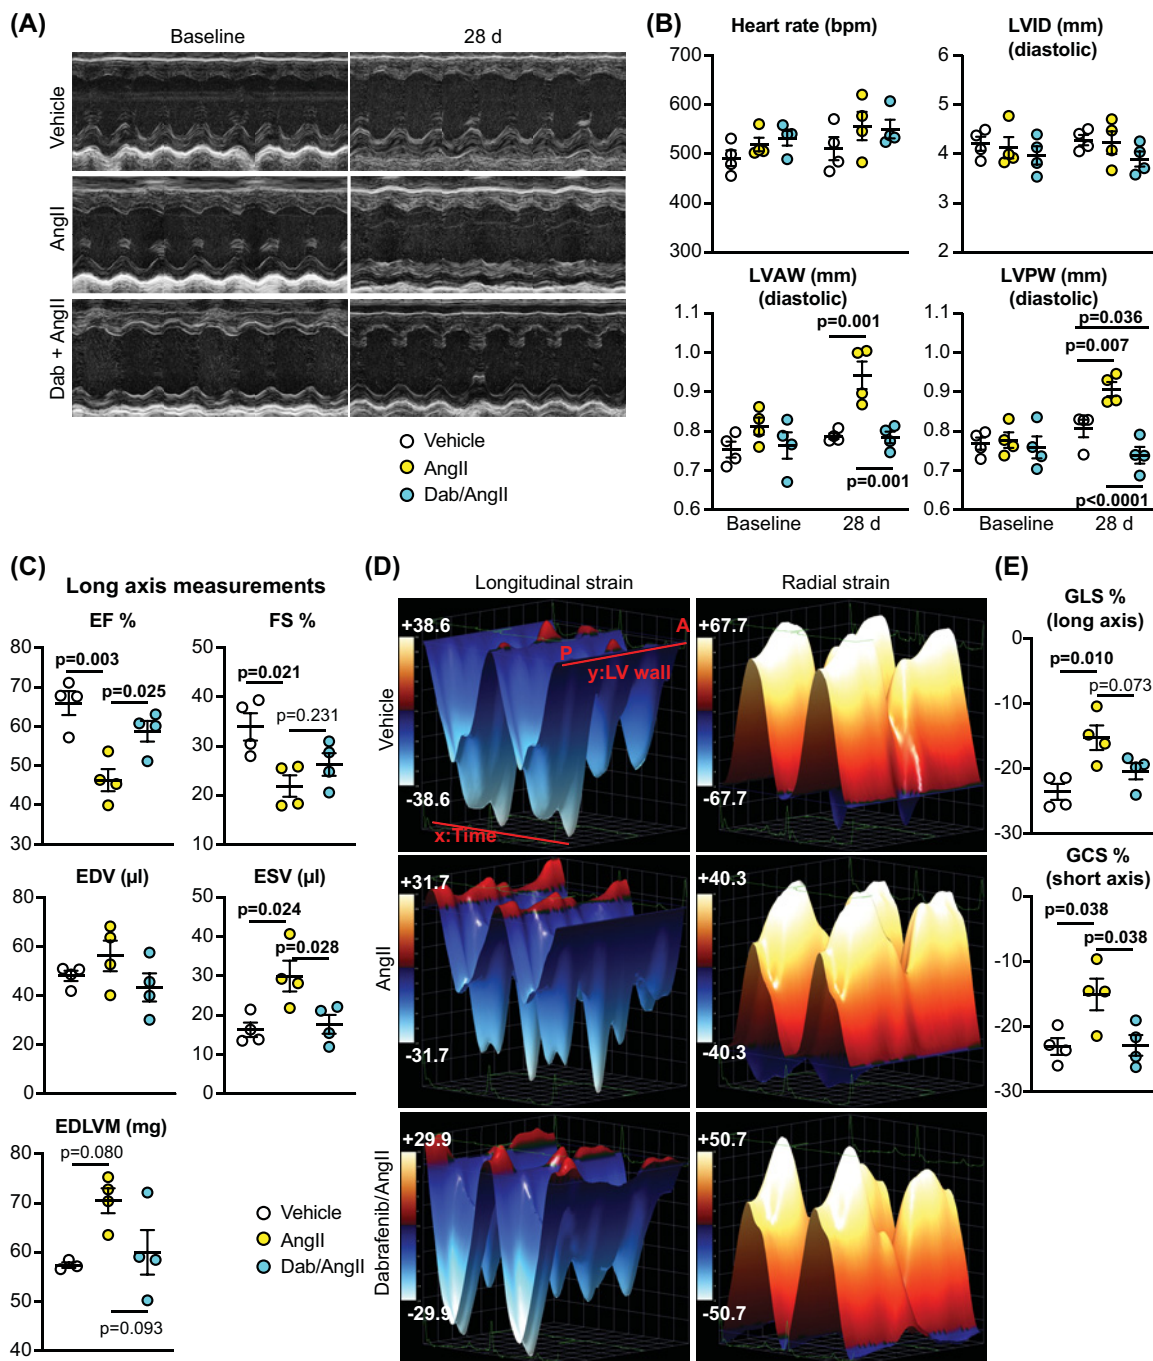 (A)
Baseline
28 d
Vehicle
AngII
Dab + AngII
Vehicle
AngII
Dab/AngII
(B)
Heart rate (bpm)
700
600
500
400
300
LVID (mm)
(diastolic)
6
5
4
3
2
LVAW (mm)
(diastolic)
1.1
1.0
0.9
0.8
0.7
0.6
p=0.001
p=0.001
Baseline
28 d
LVPW (mm)
(diastolic)
1.1
1.0
0.9
0.8
0.7
0.6
p=0.036
p=0.007
p<0.0001
Baseline
28 d
(C)
Long axis measurements
EF %
80
70
60
50
40
30
p=0.003
p=0.025
FS %
50
40
30
20
10
p=0.021
p=0.231
EDV (µl)
80
60
40
20
0
ESV (µl)
50
40
30
20
10
0
p=0.024
p=0.028
EDLVM (mg)
80
70
60
50
40
p=0.080
p=0.093
Vehicle
AngII
Dab/AngII
(D)
Longitudinal strain
Radial strain
Vehicle
+38.6
-38.6
A
P
y:LV wall
x:Time
+67.7
-67.7
AngII
+31.7
-31.7
+40.3
-40.3
Dabrafenib/AngII
+29.9
-29.9
+50.7
-50.7
(E)
GLS %
(long axis)
0
-10
-20
-30
p=0.010
p=0.073
GCS %
(short axis)
0
-10
-20
-30
p=0.038
p=0.038